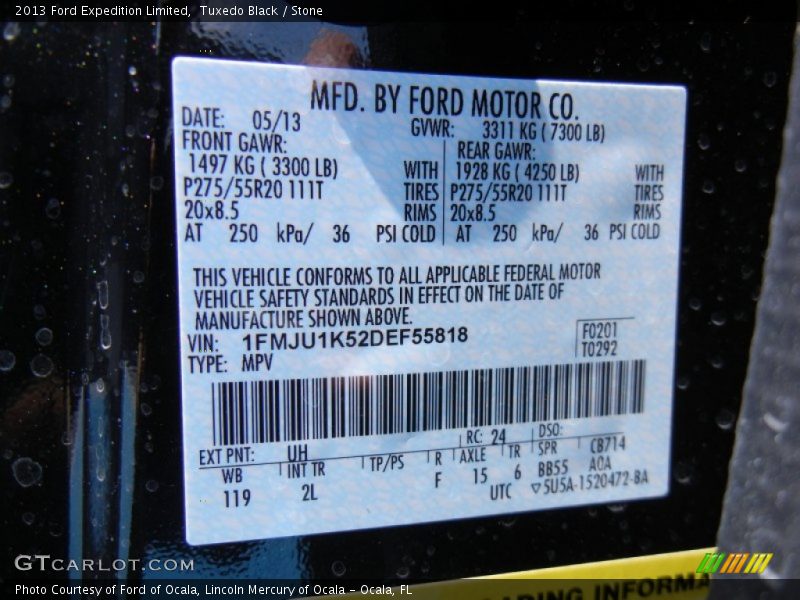 2013 Ford Expedition Limited, Tuxedo Black / Stone
MFD. BY FORD MOTOR CO.
DATE: 05/13 GVWR: 3311 KG ( 7300 LB)
FRONT GAWR: REAR GAWR:
1497 KG ( 3300 LB) WITH 1928 KG ( 4250 LB) WITH
P275/55R20 111T TIRES P275/55R20 111T TIRES
20x8.5 RIMS 20x8.5 RIMS
AT 250 kPa/ 36 PSI COLD AT 250 kPa/ 36 PSI COLD
THIS VEHICLE CONFORMS TO ALL APPLICABLE FEDERAL MOTOR
VEHICLE SAFETY STANDARDS IN EFFECT ON THE DATE OF
MANUFACTURE SHOWN ABOVE.
VIN: 1FMJU1K52DEF55818 F0201
TYPE: MPV T0292
EXT PNT: UH RC: 24 DSO:
WB INT TR TP/PS R AXLE TR SPR CB714
119 2L F 15 6 BB55 AOA
UTC ▽5U5A-1520472-BA
GTCARLOT.COM
Photo Courtesy of Ford of Ocala, Lincoln Mercury of Ocala – Ocala, FL